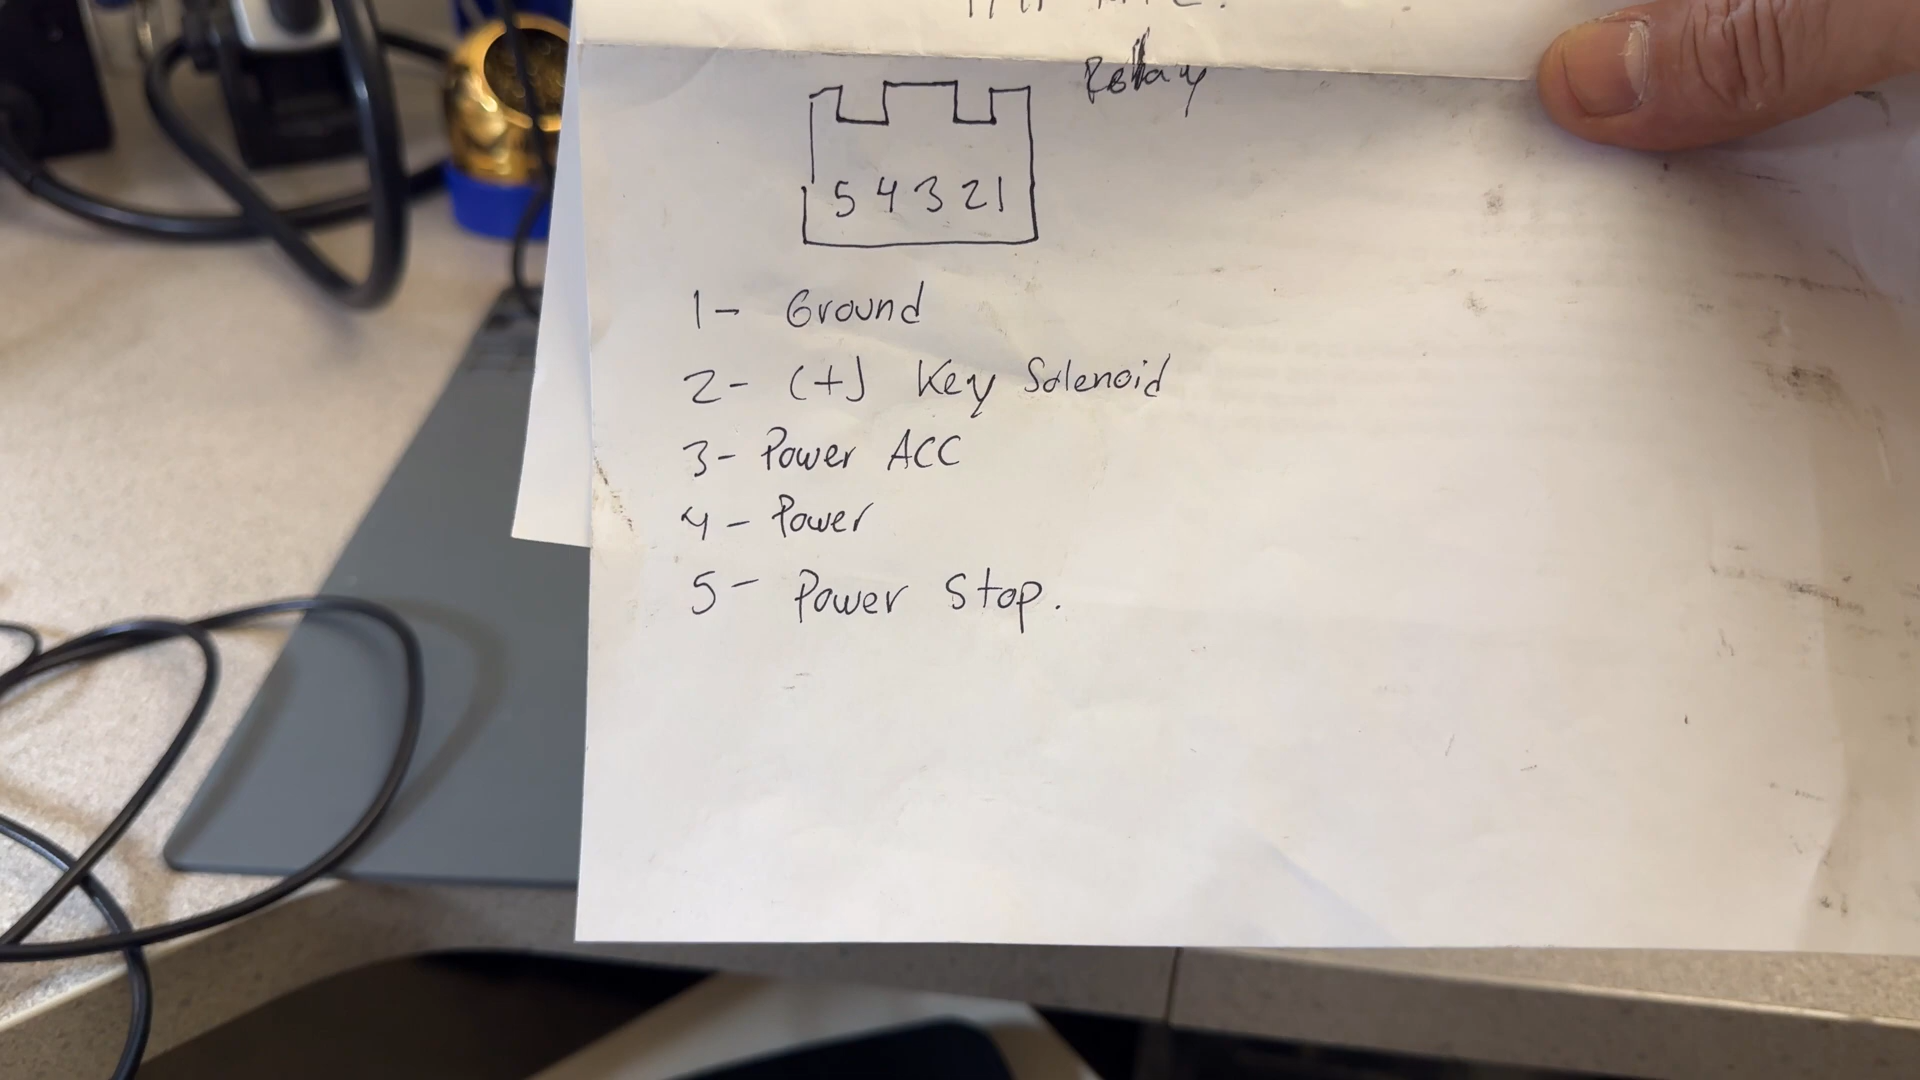 Relay
5 4 3 2 1
1- Ground
2- (+) Key Solenoid
3- Power ACC
4- Power
5- Power Stop.